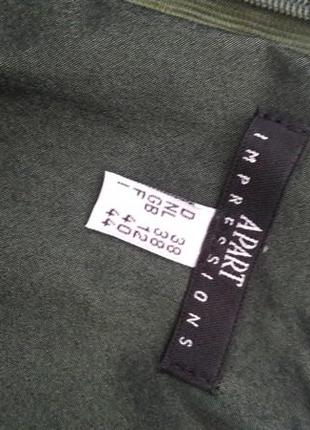 APART
IMPRESSIONS
D 38
NL 38
GB 12
F 40
I 44